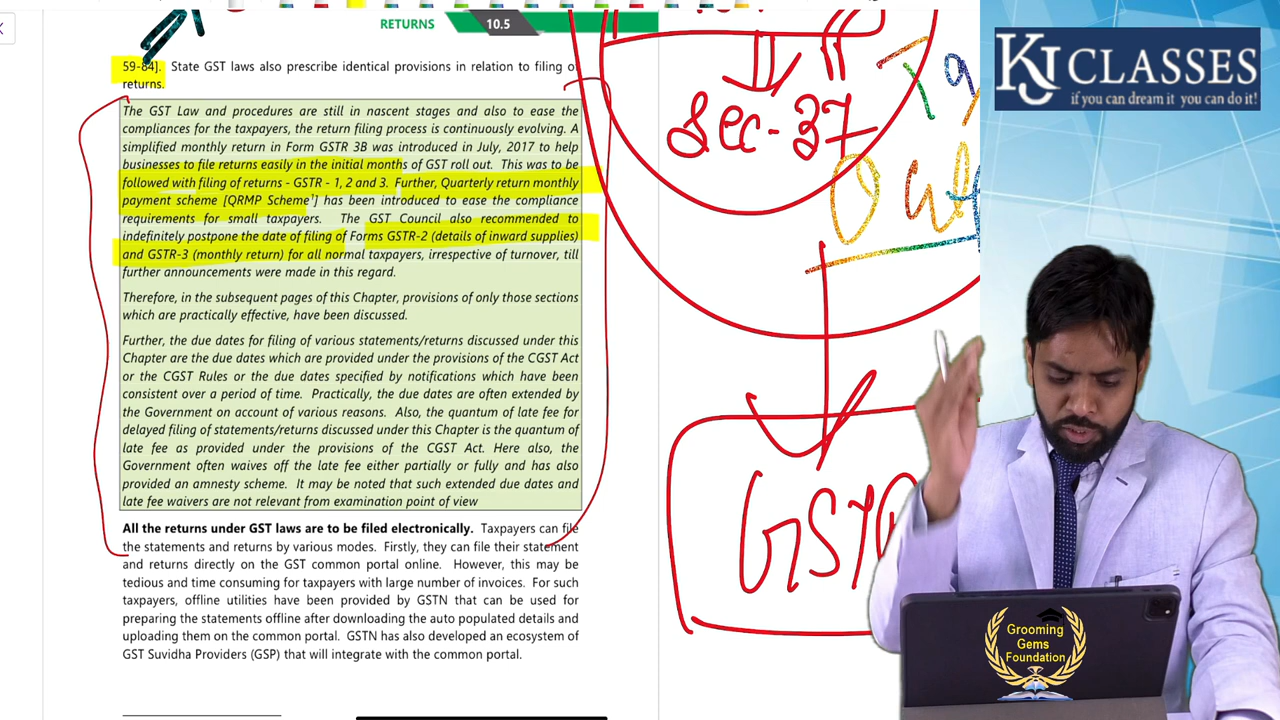 RETURNS 10.5
59-84]. State GST laws also prescribe identical provisions in relation to filing of
returns.
The GST Law and procedures are still in nascent stages and also to ease the
compliances for the taxpayers, the return filing process is continuously evolving. A
simplified monthly return in Form GSTR 3B was introduced in July, 2017 to help
businesses to file returns easily in the initial months of GST roll out. This was to be
followed with filing of returns - GSTR - 1, 2 and 3. Further, Quarterly return monthly
payment scheme [QRMP Scheme¹] has been introduced to ease the compliance
requirements for small taxpayers. The GST Council also recommended to
indefinitely postpone the date of filing of Forms GSTR-2 (details of inward supplies)
and GSTR-3 (monthly return) for all normal taxpayers, irrespective of turnover, till
further announcements were made in this regard.
Therefore, in the subsequent pages of this Chapter, provisions of only those sections
which are practically effective, have been discussed.
Further, the due dates for filing of various statements/returns discussed under this
Chapter are the due dates which are provided under the provisions of the CGST Act
or the CGST Rules or the due dates specified by notifications which have been
consistent over a period of time. Practically, the due dates are often extended by
the Government on account of various reasons. Also, the quantum of late fee for
delayed filing of statements/returns discussed under this Chapter is the quantum of
late fee as provided under the provisions of the CGST Act. Here also, the
Government often waives off the late fee either partially or fully and has also
provided an amnesty scheme. It may be noted that such extended due dates and
late fee waivers are not relevant from examination point of view
All the returns under GST laws are to be filed electronically. Taxpayers can file
the statements and returns by various modes. Firstly, they can file their statement
and returns directly on the GST common portal online. However, this may be
tedious and time consuming for taxpayers with large number of invoices. For such
taxpayers, offline utilities have been provided by GSTN that can be used for
preparing the statements offline after downloading the auto populated details and
uploading them on the common portal. GSTN has also developed an ecosystem of
GST Suvidha Providers (GSP) that will integrate with the common portal.
Sec-37
GST
KJ CLASSES
if you can dream it you can do it!
Grooming
Gems
Foundation